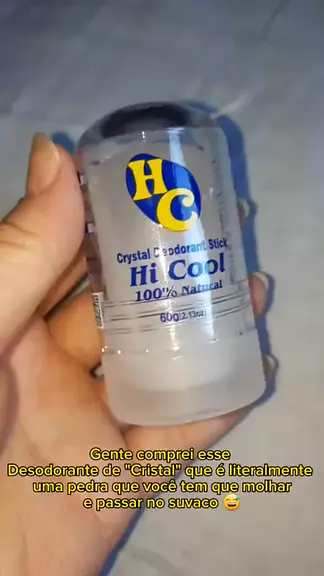 HC
Crystal Deodorant Stick
Hi Cool
100% Natural
60g(2.13oz)
Gente comprei esse
Desodorante de "Cristal" que é literalmente
uma pedra que você tem que molhar
e passar no suvaco 😅